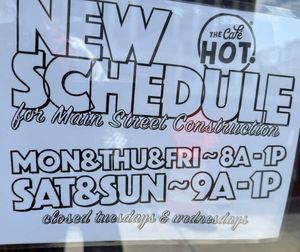 NEW
THE Café
HOT.
SCHEDULE
for Main Street Construction
MON&THU&FRI~8A-1P
SAT&SUN~9A-1P
closed tuesdays & wednesdays